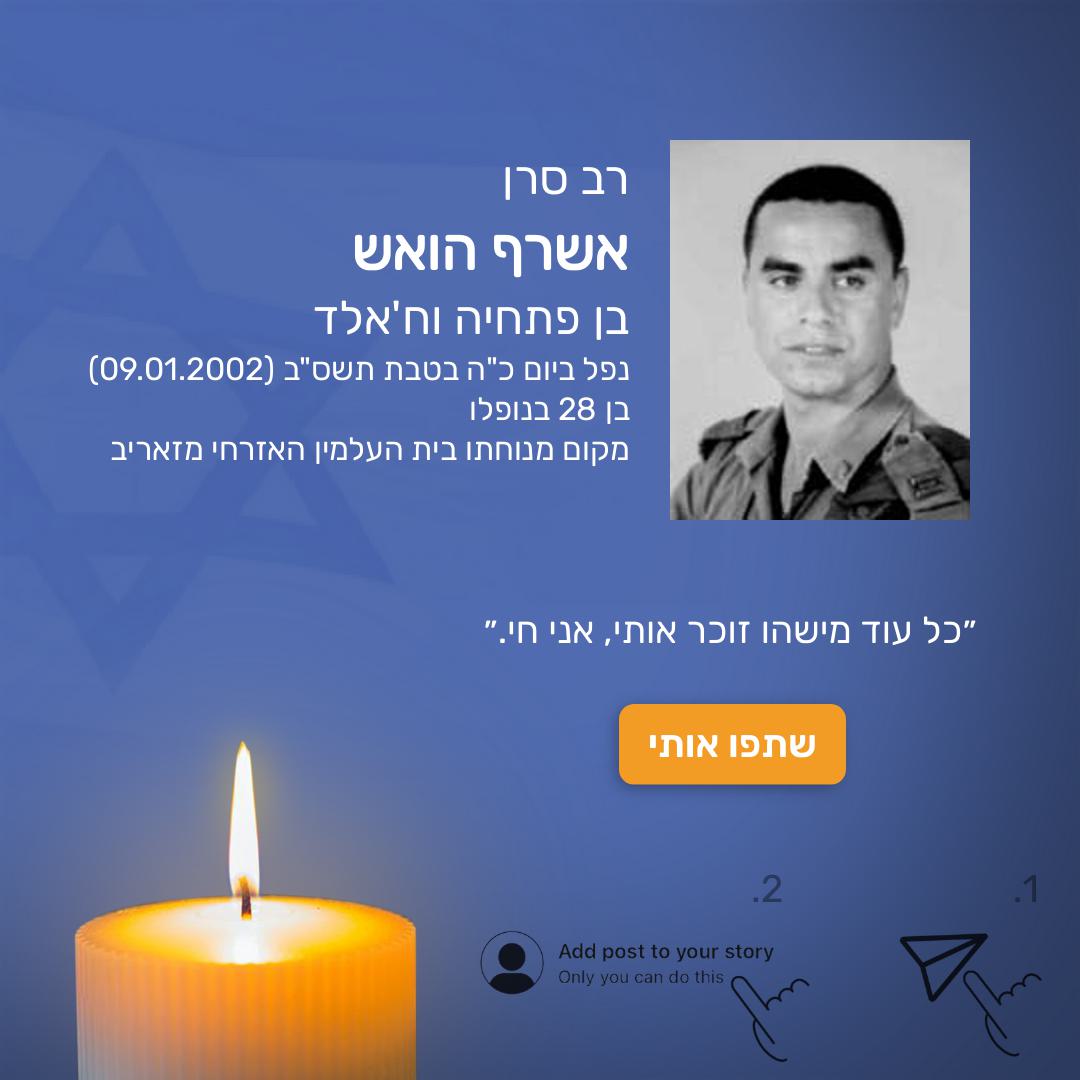 רב סרן
אשרף הואש
בן פתחיה וח'אלד
נפל ביום כ"ה בטבת תשס"ב (09.01.2002)
בן 28 בנופלו
מקום מנוחתו בית העלמין האזרחי מזאריב
״כל עוד מישהו זוכר אותי, אני חי.״
שתפו אותי
1.
2.
Add post to your story
Only you can do this